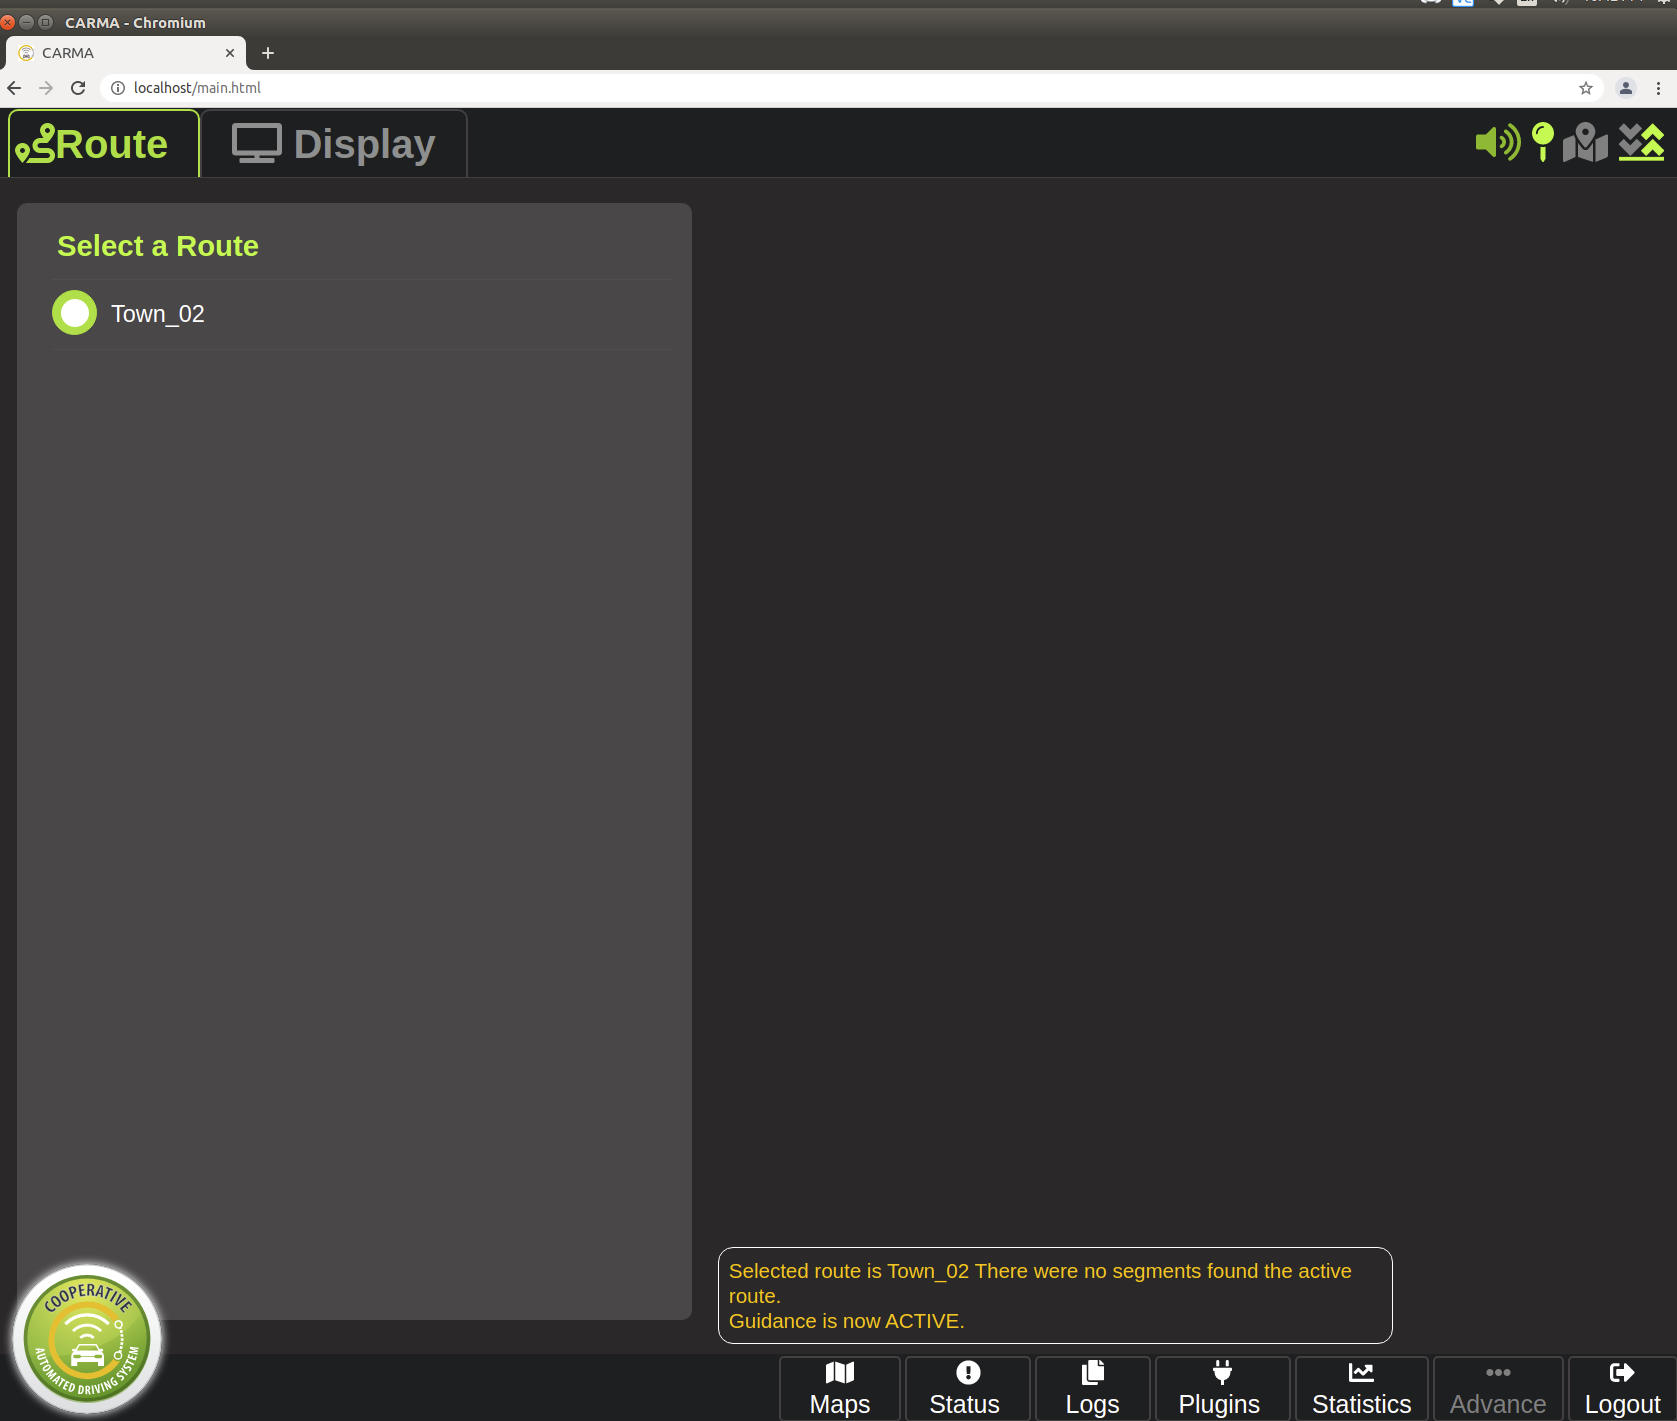 CARMA - Chromium
CARMA
localhost/main.html
Route
Display
Select a Route
Town_02
Selected route is Town_02 There were no segments found the active
route.
Guidance is now ACTIVE.
COOPERATIVE
AUTOMATED DRIVING SYSTEM
Maps
Status
Logs
Plugins
Statistics
Advance
Logout